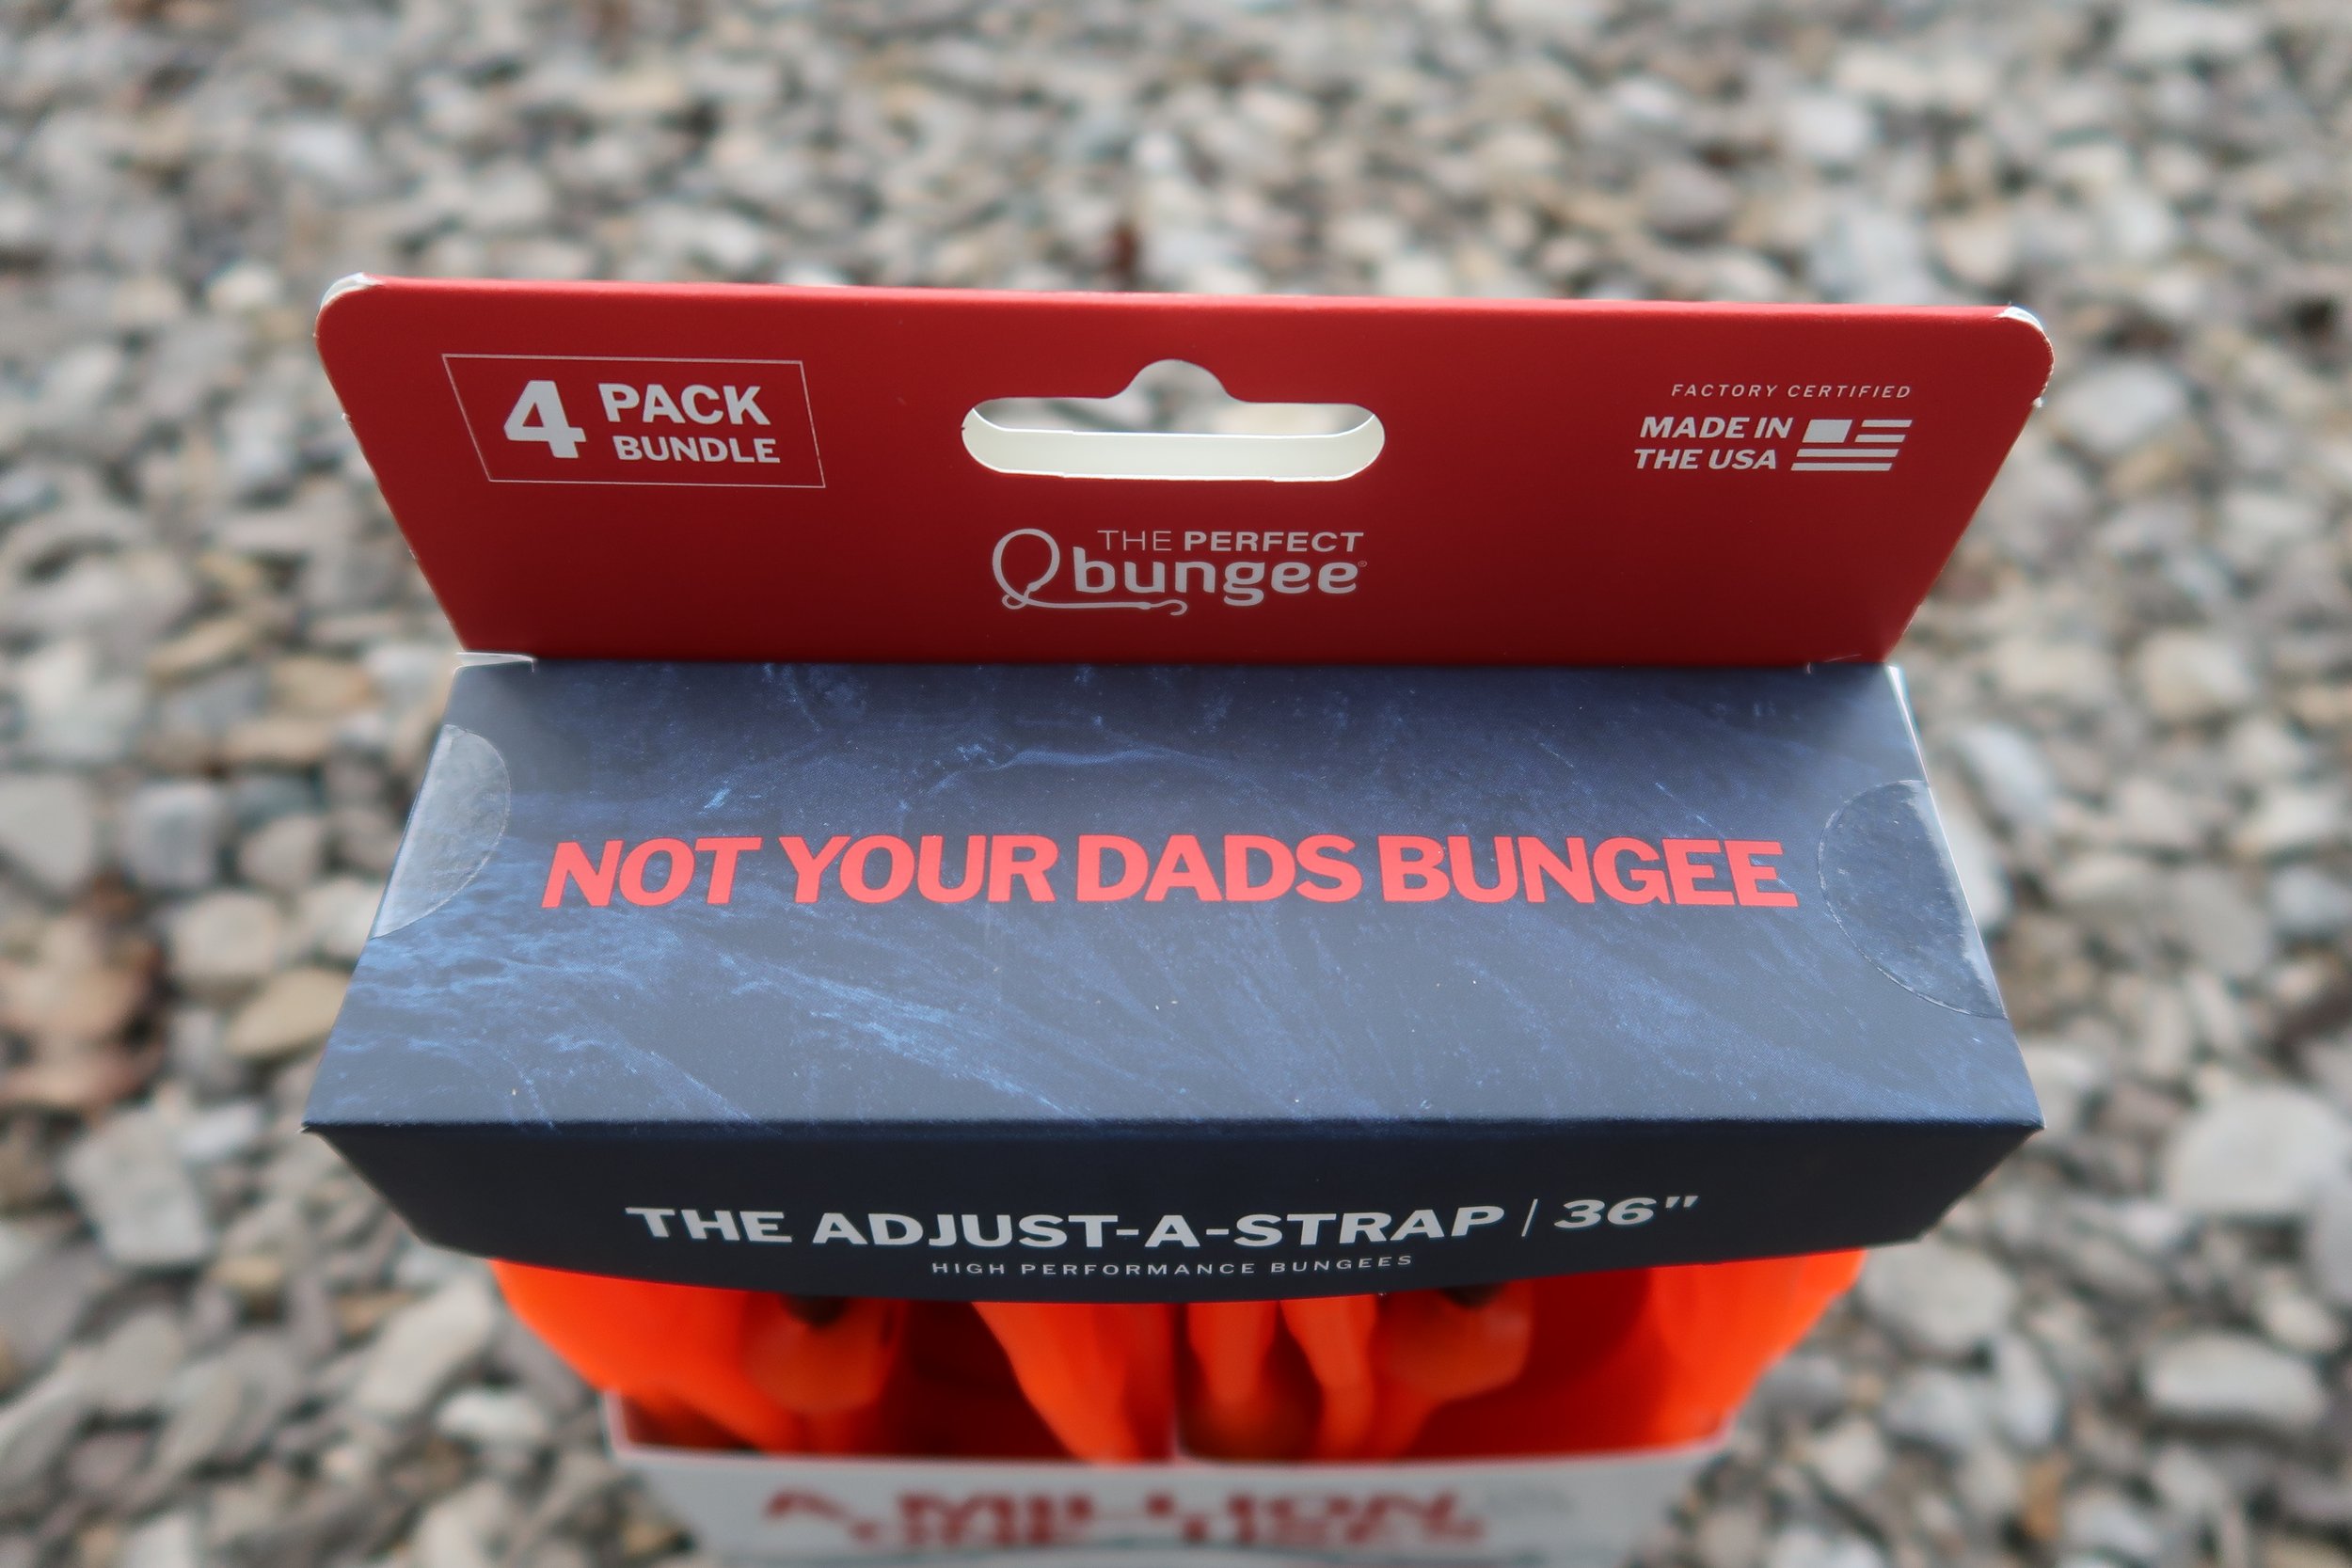 4 PACK
BUNDLE
FACTORY CERTIFIED
MADE IN
THE USA
THE PERFECT
bungee®
NOT YOUR DADS BUNGEE
THE ADJUST-A-STRAP | 36"
HIGH PERFORMANCE BUNGEES
A MILLION